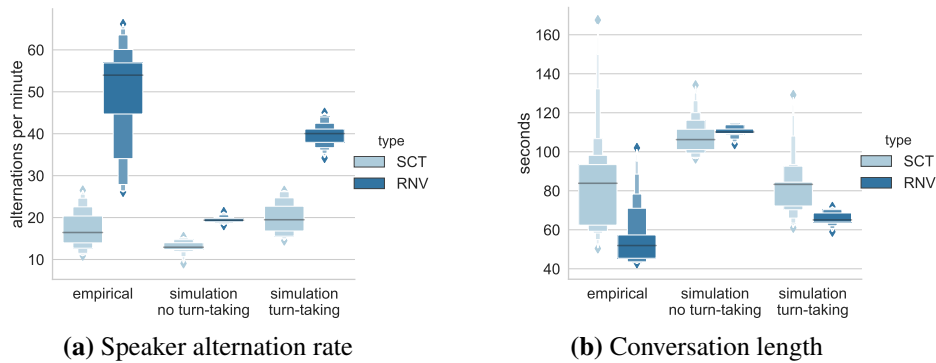 alternations per minute
60
50
40
30
20
10
type
SCT
RNV
empirical
simulation
no turn-taking
simulation
turn-taking
(a) Speaker alternation rate
seconds
160
140
120
100
80
60
40
type
SCT
RNV
empirical
simulation
no turn-taking
simulation
turn-taking
(b) Conversation length